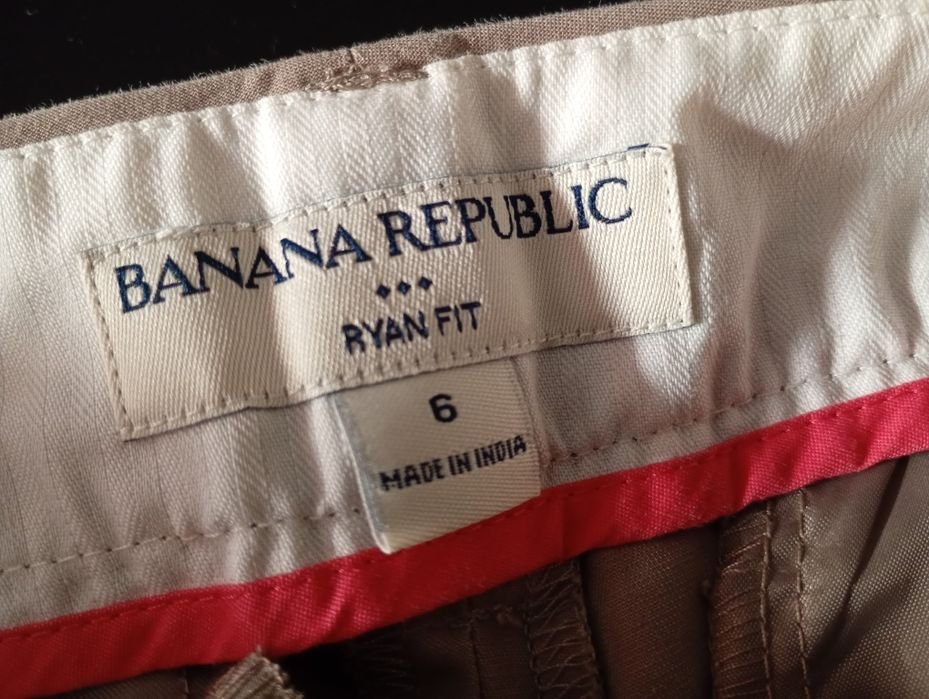 BANANA REPUBLIC
RYAN FIT
6
MADE IN INDIA